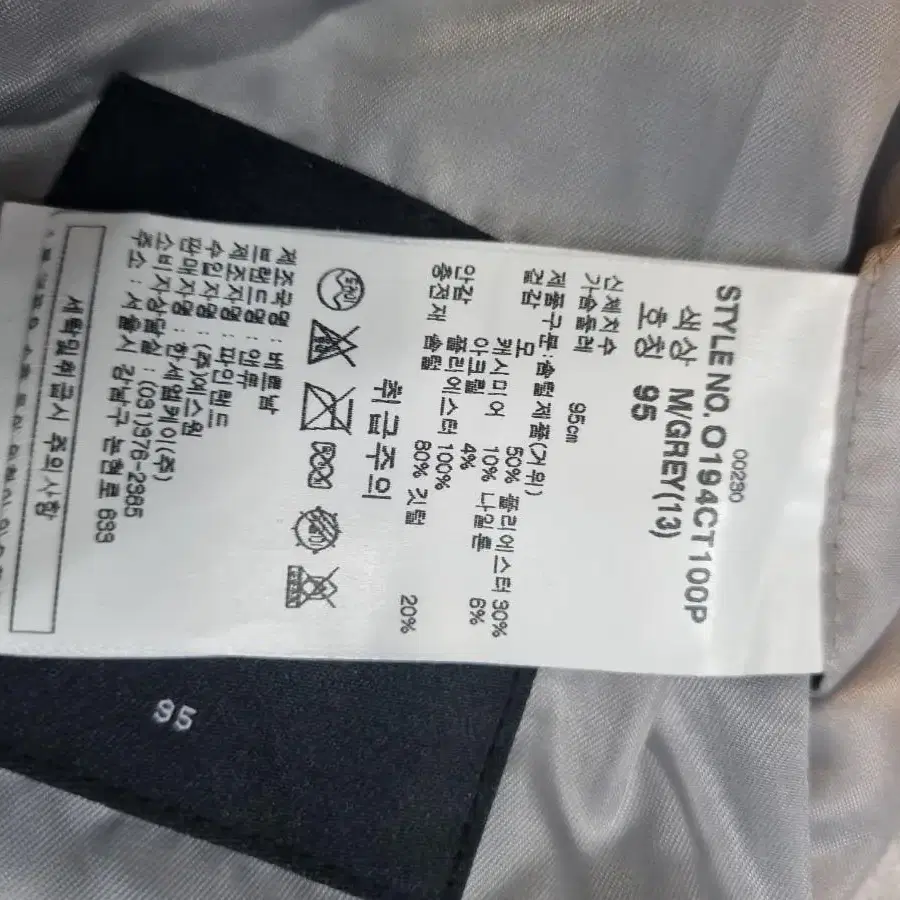 00230
STYLE NO. O194CT100P
색상 M/GREY(13)
호칭 95
신체치수
가슴둘레 95cm
제품구분:솜털제품(거위)
겉감 모 50% 폴리에스터 30%
캐시미어 10% 나일론 6%
아크릴 4%
안감 폴리에스터 100%
충전재 솜털 80% 깃털 20%
취급주의
제조국명 : 베트남
브랜드명 : 앤듀
제조자명 : 파인핸드
수입자명 : (주)에스원
판매자명 : 한세엠케이(주)
소비자상담실 : (031)376-2985
주소 : 서울시 강남구 논현로 633
세탁및취급시 주의사항
95